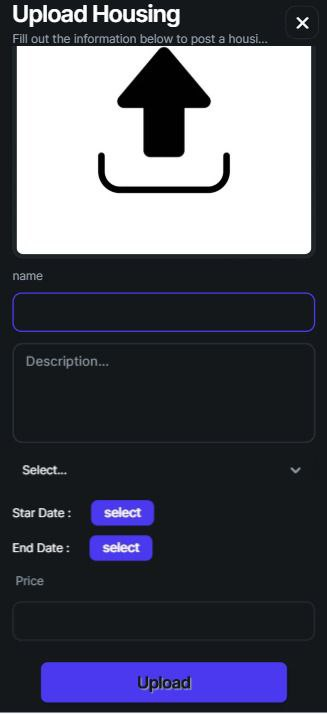 Upload Housing
Fill out the information below to post a housi...
name
Description...
Select...
Star Date : select
End Date : select
Price
Upload